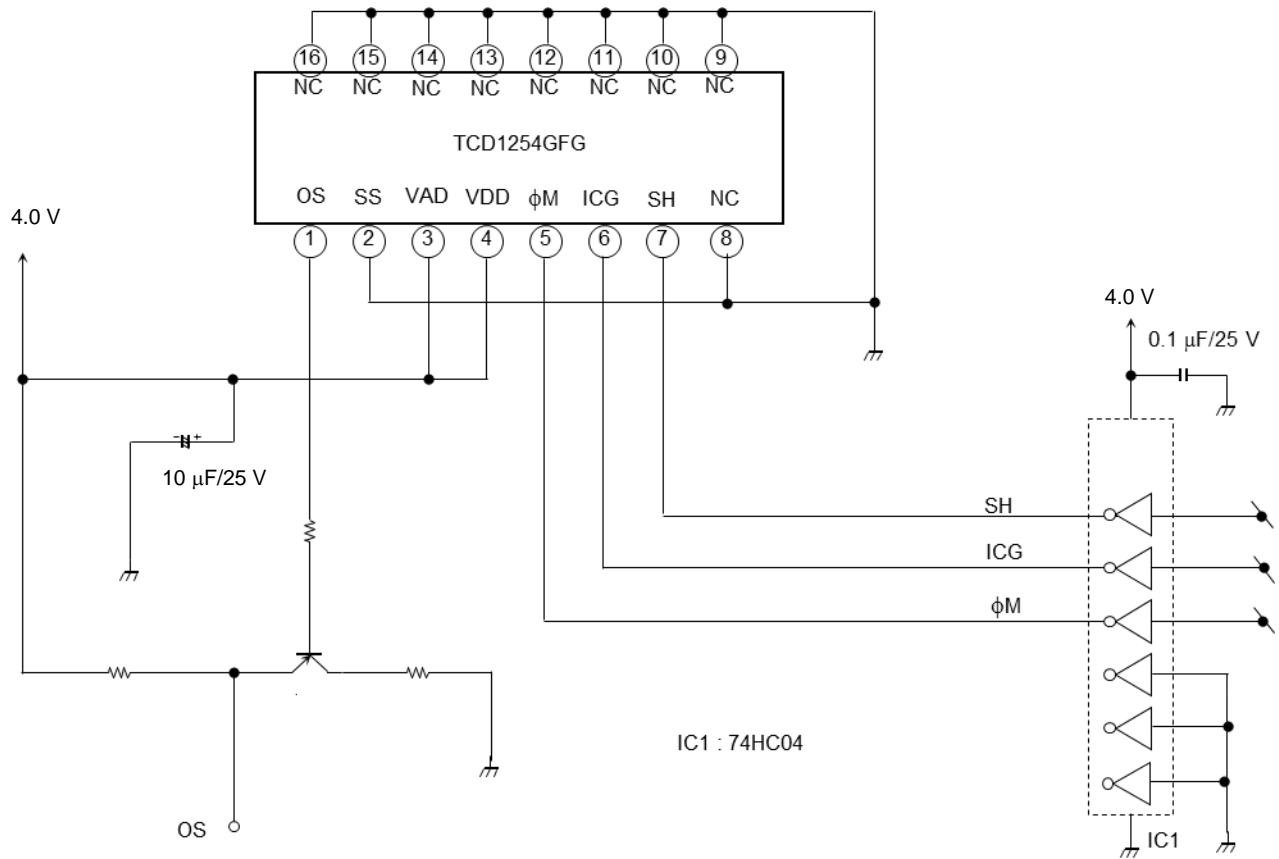 16 15 14 13 12 11 10 9
NC NC NC NC NC NC NC NC
TCD1254GFG
OS SS VAD VDD ϕM ICG SH NC
1 2 3 4 5 6 7 8
4.0 V
4.0 V
0.1 μF/25 V
- +
10 μF/25 V
SH
ICG
ϕM
IC1 : 74HC04
OS
IC1